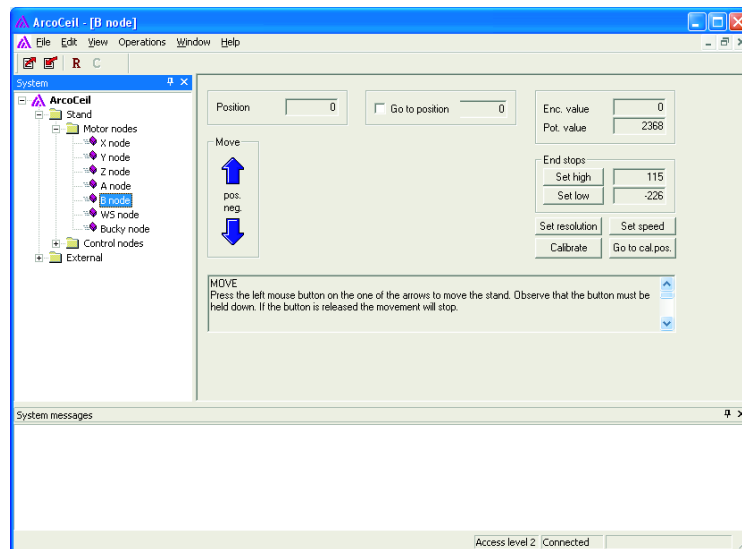 ArcoCeil - [B node]
File Edit View Operations Window Help
R C
System
ArcoCeil
Stand
Motor nodes
X node
Y node
Z node
A node
B node
WS node
Bucky node
Control nodes
External
Position 0
Go to position 0
Enc. value 0
Pot. value 2368
Move
pos.
neg.
End stops
Set high 115
Set low -226
Set resolution Set speed
Calibrate Go to cal.pos.
MOVE
Press the left mouse button on the one of the arrows to move the stand. Observe that the button must be
held down. If the button is released the movement will stop.
System messages
Access level 2 Connected